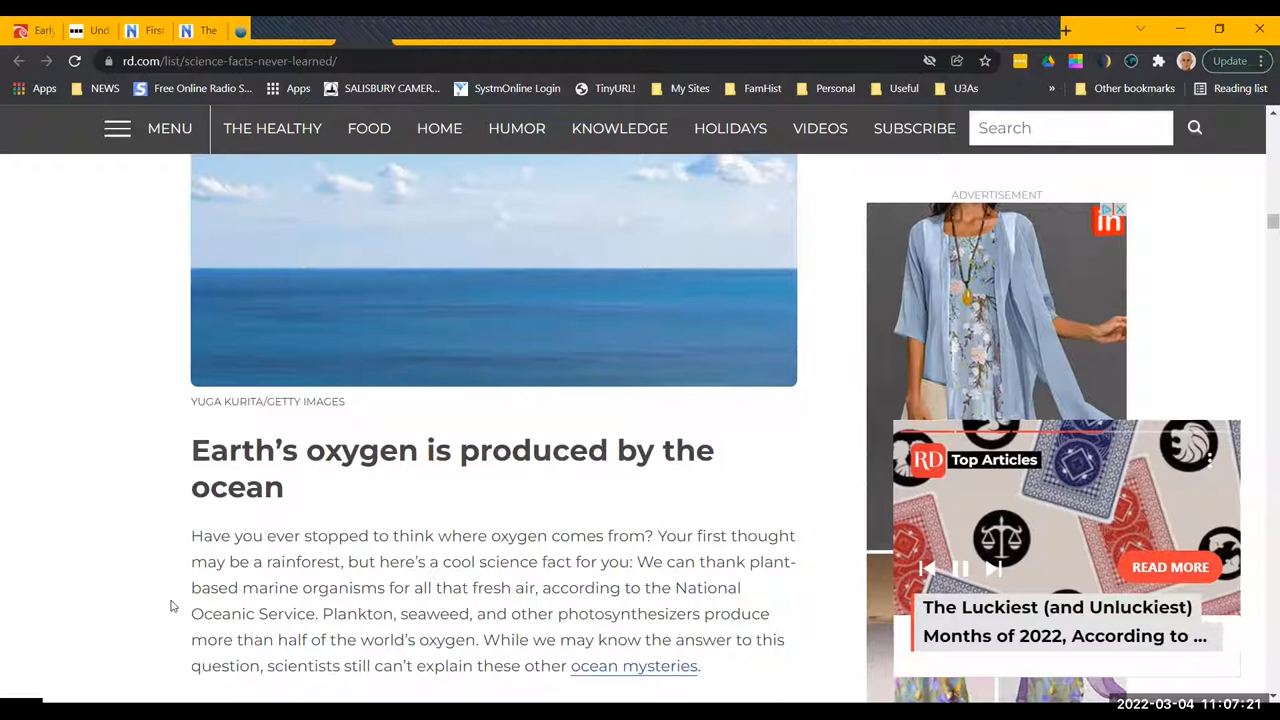 Early
Und
First
The
rd.com/list/science-facts-never-learned/
Update
Apps
NEWS
Free Online Radio S...
Apps
SALISBURY CAMER...
SystmOnline Login
TinyURL!
My Sites
FamHist
Personal
Useful
U3As
»
Other bookmarks
Reading list
MENU
THE HEALTHY
FOOD
HOME
HUMOR
KNOWLEDGE
HOLIDAYS
VIDEOS
SUBSCRIBE
Search
ADVERTISEMENT
in
YUGA KURITA/GETTY IMAGES
Earth's oxygen is produced by the
ocean
Have you ever stopped to think where oxygen comes from? Your first thought
may be a rainforest, but here's a cool science fact for you: We can thank plant-
based marine organisms for all that fresh air, according to the National
Oceanic Service. Plankton, seaweed, and other photosynthesizers produce
more than half of the world's oxygen. While we may know the answer to this
question, scientists still can't explain these other ocean mysteries.
RD Top Articles
READ MORE
The Luckiest (and Unluckiest)
Months of 2022, According to ...
2022-03-04 11:07:21